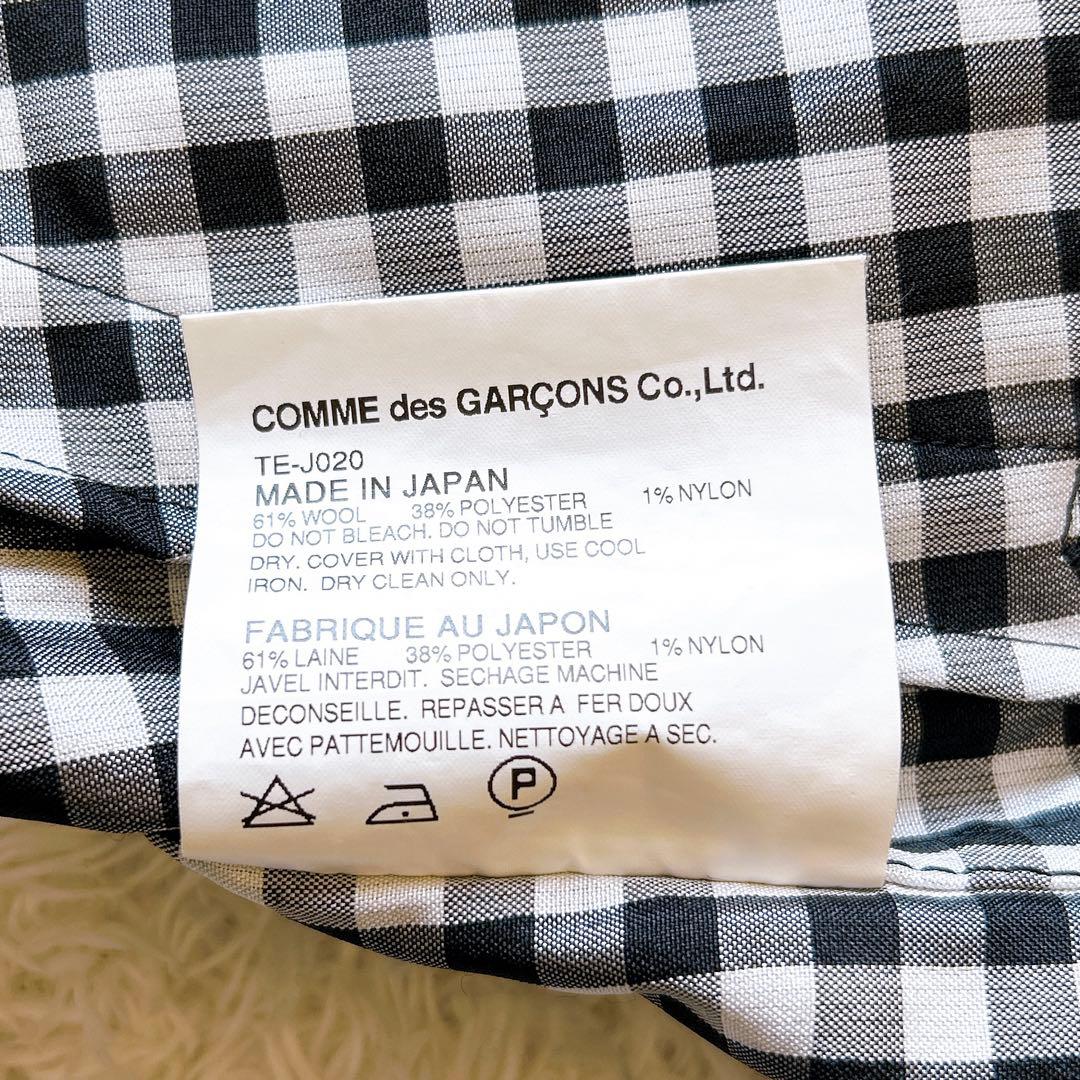 COMME des GARÇONS Co.,Ltd.
TE-J020
MADE IN JAPAN
61% WOOL 38% POLYESTER 1% NYLON
DO NOT BLEACH. DO NOT TUMBLE
DRY. COVER WITH CLOTH, USE COOL
IRON. DRY CLEAN ONLY.
FABRIQUE AU JAPON
61% LAINE 38% POLYESTER 1% NYLON
JAVEL INTERDIT. SECHAGE MACHINE
DECONSEILLE. REPASSER A FER DOUX
AVEC PATTEMOUILLE. NETTOYAGE A SEC.
P